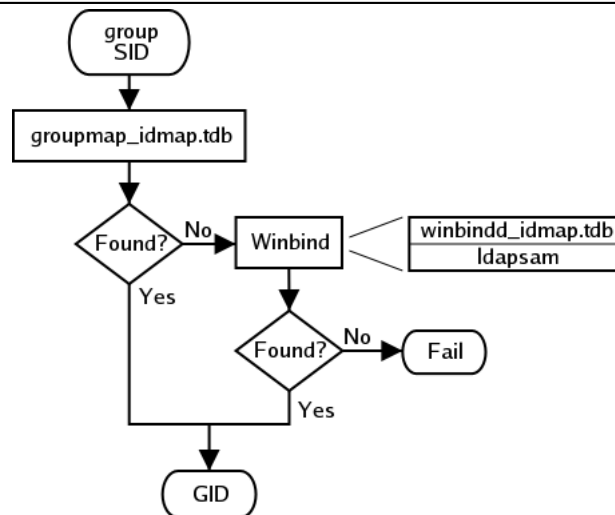 group
SID
groupmap_idmap.tdb
Found?
No
Winbind
winbindd_idmap.tdb
ldapsam
Yes
Found?
No
Fail
Yes
GID